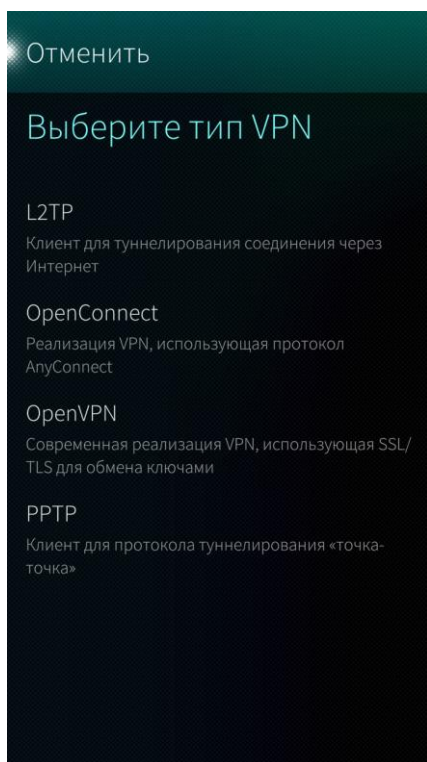 Отменить
Выберите тип VPN
L2TP
Клиент для туннелирования соединения через
Интернет
OpenConnect
Реализация VPN, использующая протокол
AnyConnect
OpenVPN
Современная реализация VPN, использующая SSL/
TLS для обмена ключами
PPTP
Клиент для протокола туннелирования «точка-
точка»